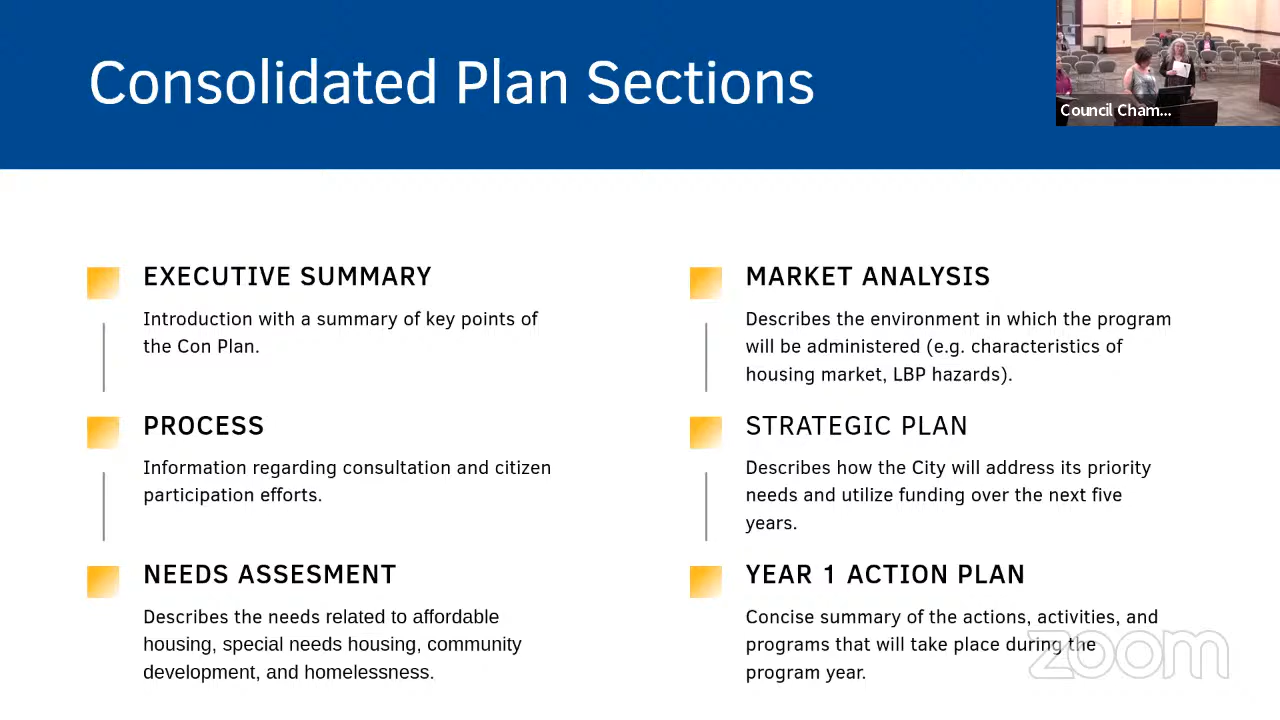 Consolidated Plan Sections
Council Cham...
EXECUTIVE SUMMARY
Introduction with a summary of key points of
the Con Plan.
PROCESS
Information regarding consultation and citizen
participation efforts.
NEEDS ASSESMENT
Describes the needs related to affordable
housing, special needs housing, community
development, and homelessness.
MARKET ANALYSIS
Describes the environment in which the program
will be administered (e.g. characteristics of
housing market, LBP hazards).
STRATEGIC PLAN
Describes how the City will address its priority
needs and utilize funding over the next five
years.
YEAR 1 ACTION PLAN
Concise summary of the actions, activities, and
programs that will take place during the
program year.
zoom